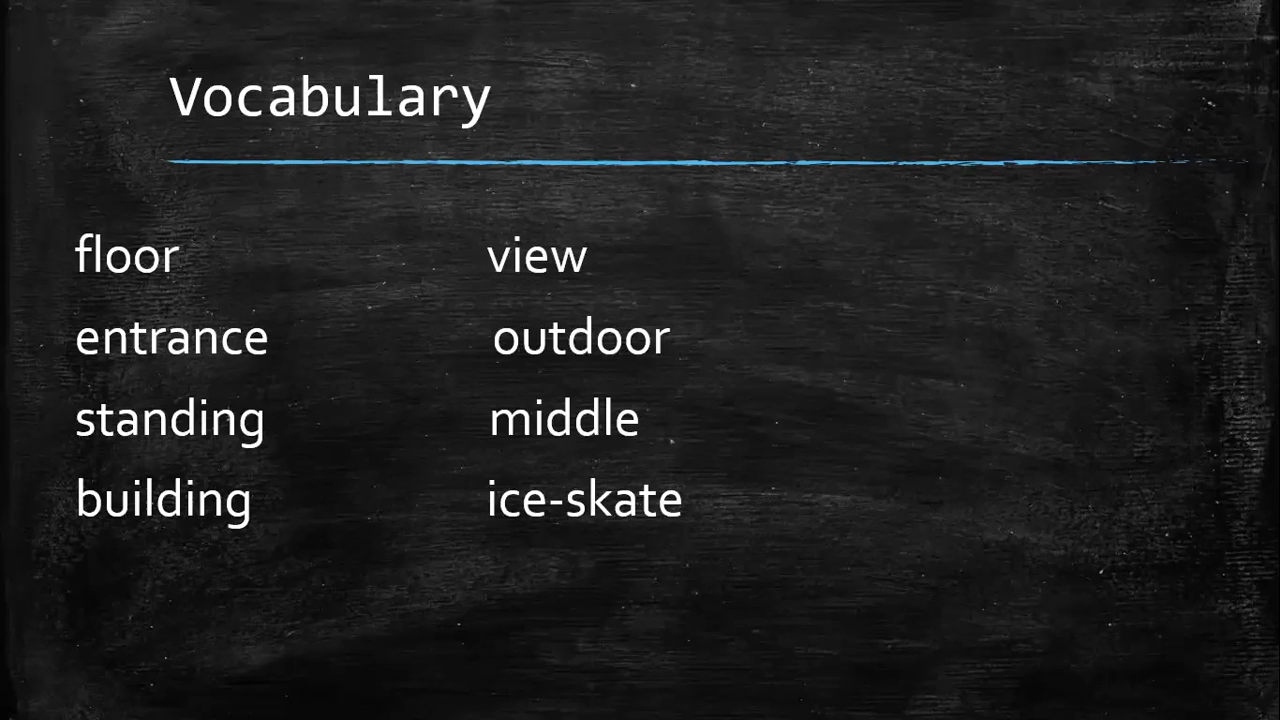 Vocabulary
floor view
entrance outdoor
standing middle
building ice-skate